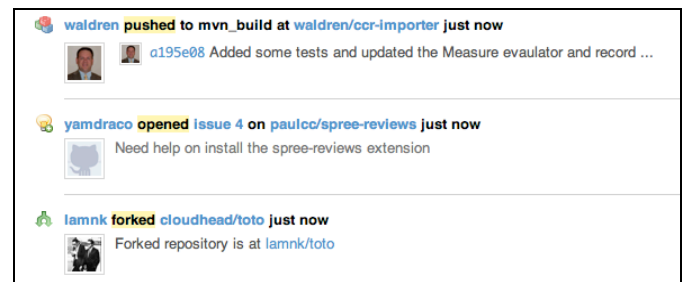 waldren pushed to mvn_build at waldren/ccr-importer just now
a195e08 Added some tests and updated the Measure evaulator and record ...
yamdraco opened issue 4 on paulcc/spree-reviews just now
Need help on install the spree-reviews extension
lamnk forked cloudhead/toto just now
Forked repository is at lamnk/toto